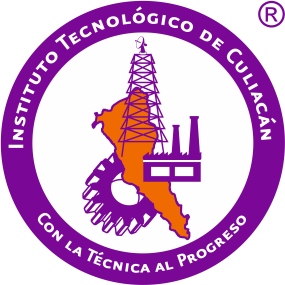 ®
INSTITUTO TECNOLÓGICO DE CULIACÁN
CON LA TÉCNICA AL PROGRESO